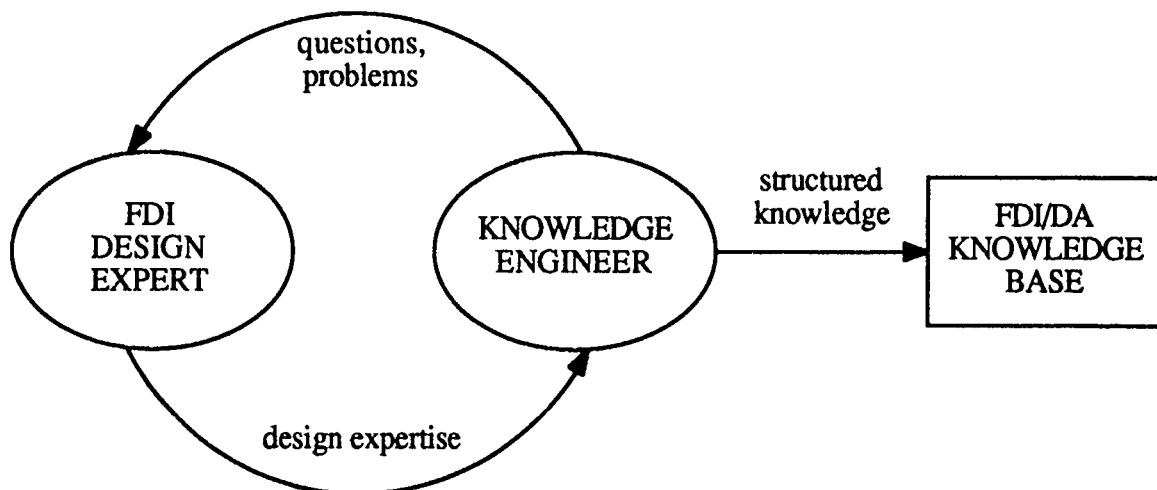 questions,
problems
FDI
DESIGN
EXPERT
KNOWLEDGE
ENGINEER
structured
knowledge
FDI/DA
KNOWLEDGE
BASE
design expertise